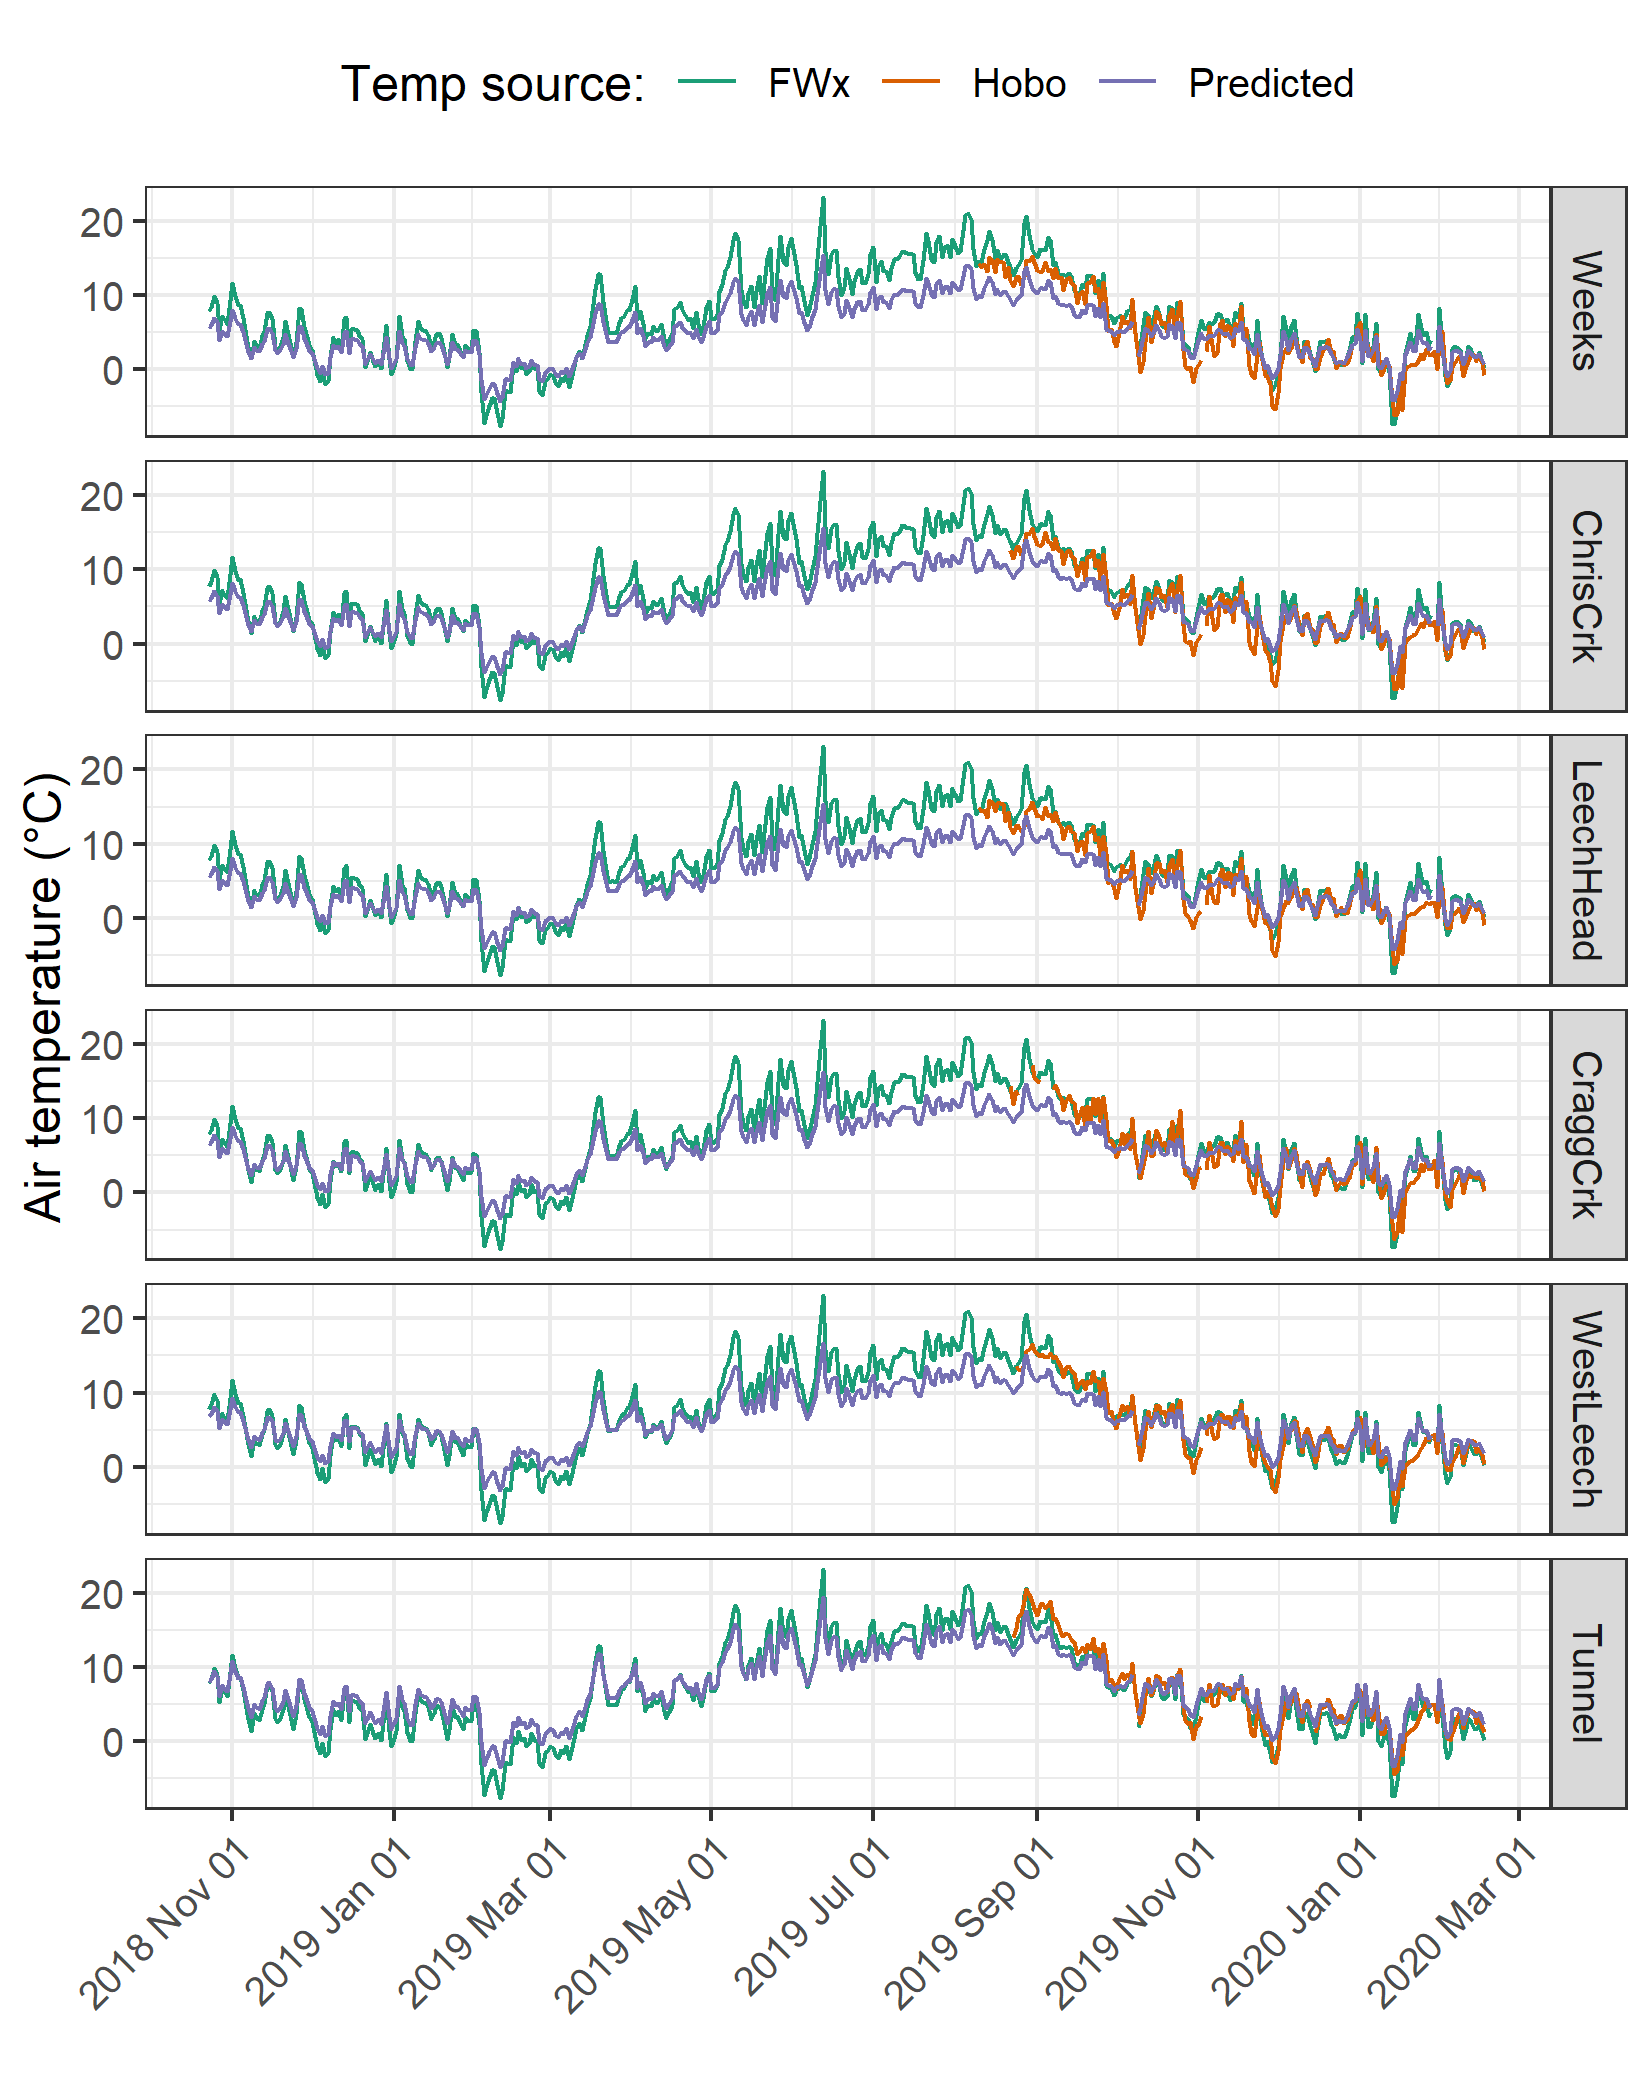 Temp source: FWx Hobo Predicted
20
10
0
Weeks
20
10
0
ChrisCrk
20
10
0
LeechHead
Air temperature (°C)
20
10
0
CraggCrk
20
10
0
WestLeech
20
10
0
Tunnel
2018 Nov 01
2019 Jan 01
2019 Mar 01
2019 May 01
2019 Jul 01
2019 Sep 01
2019 Nov 01
2020 Jan 01
2020 Mar 01